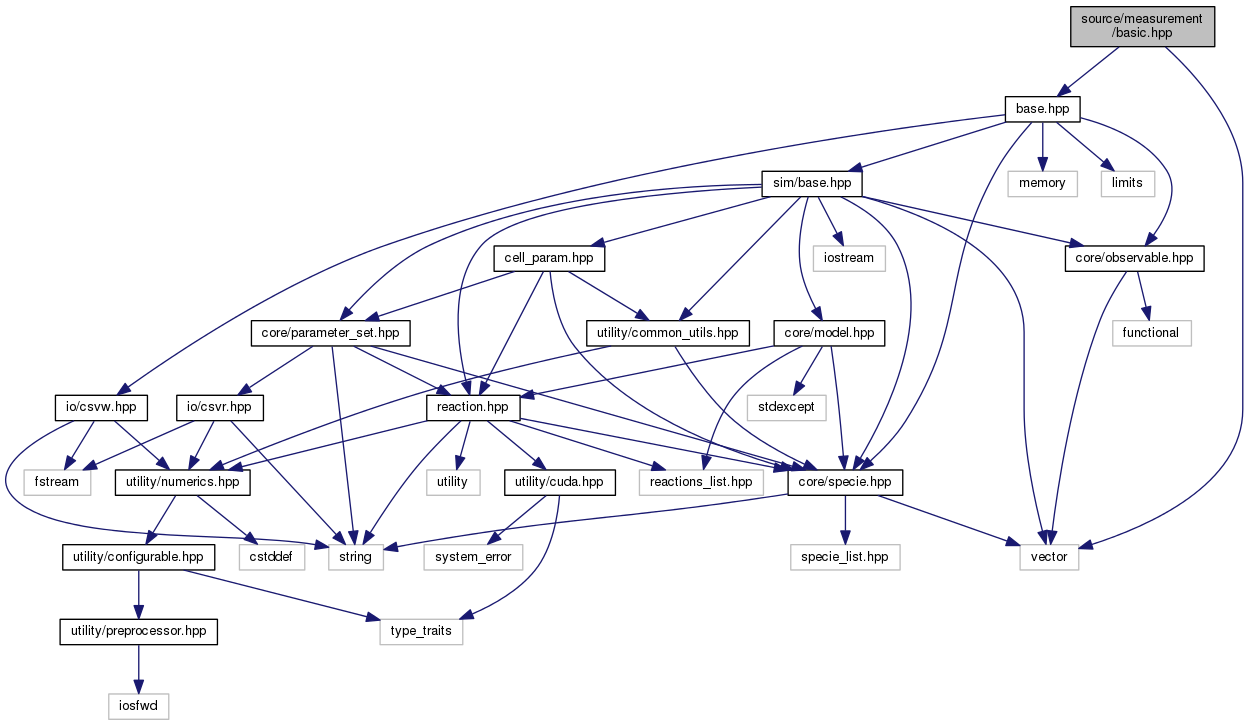 source/measurement
/basic.hpp
base.hpp
sim/base.hpp
memory
limits
cell_param.hpp
iostream
core/observable.hpp
core/parameter_set.hpp
utility/common_utils.hpp
core/model.hpp
functional
io/csvw.hpp
io/csvr.hpp
reaction.hpp
stdexcept
fstream
utility/numerics.hpp
utility
utility/cuda.hpp
reactions_list.hpp
core/specie.hpp
utility/configurable.hpp
cstddef
string
system_error
specie_list.hpp
vector
utility/preprocessor.hpp
type_traits
iosfwd